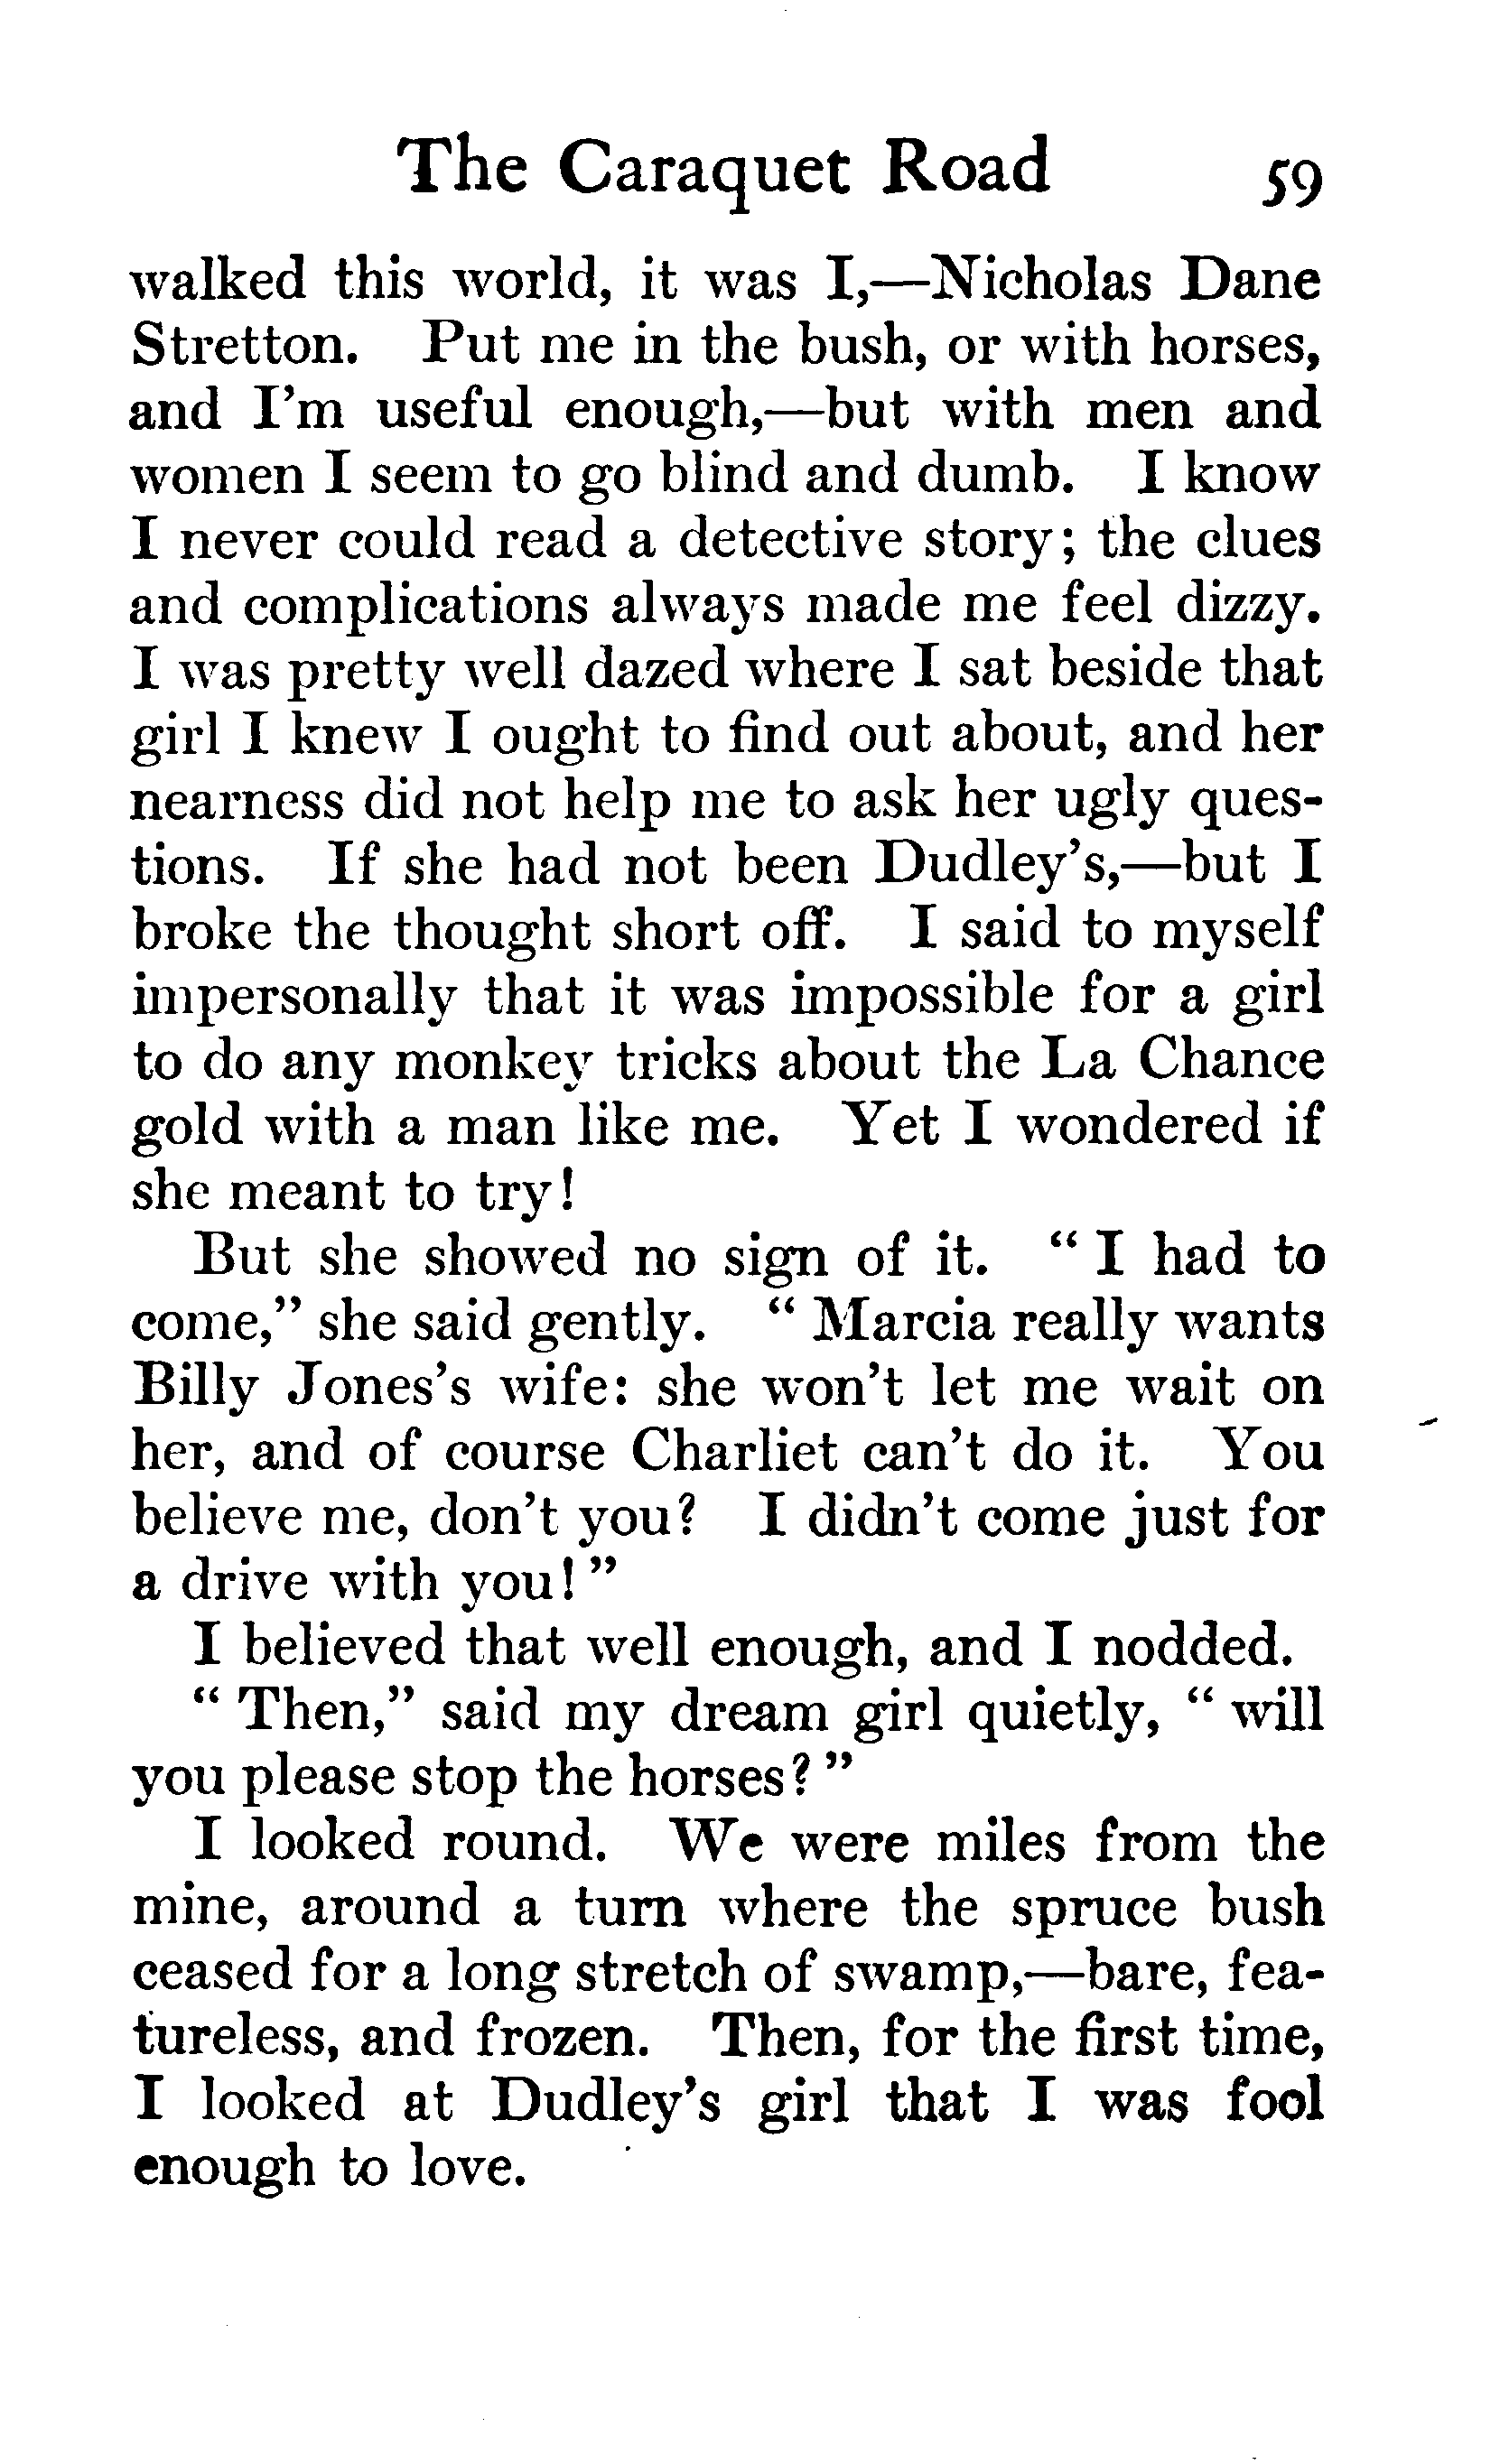 The Caraquet Road 59
walked this world, it was I,—Nicholas Dane
Stretton. Put me in the bush, or with horses,
and I'm useful enough,—but with men and
women I seem to go blind and dumb. I know
I never could read a detective story; the clues
and complications always made me feel dizzy.
I was pretty well dazed where I sat beside that
girl I knew I ought to find out about, and her
nearness did not help me to ask her ugly ques-
tions. If she had not been Dudley's,—but I
broke the thought short off. I said to myself
impersonally that it was impossible for a girl
to do any monkey tricks about the La Chance
gold with a man like me. Yet I wondered if
she meant to try!
But she showed no sign of it. "I had to
come," she said gently. "Marcia really wants
Billy Jones's wife: she won't let me wait on
her, and of course Charliet can't do it. You
believe me, don't you? I didn't come just for
a drive with you!"
I believed that well enough, and I nodded.
"Then," said my dream girl quietly, "will
you please stop the horses?"
I looked round. We were miles from the
mine, around a turn where the spruce bush
ceased for a long stretch of swamp,—bare, fea-
tureless, and frozen. Then, for the first time,
I looked at Dudley's girl that I was fool
enough to love.